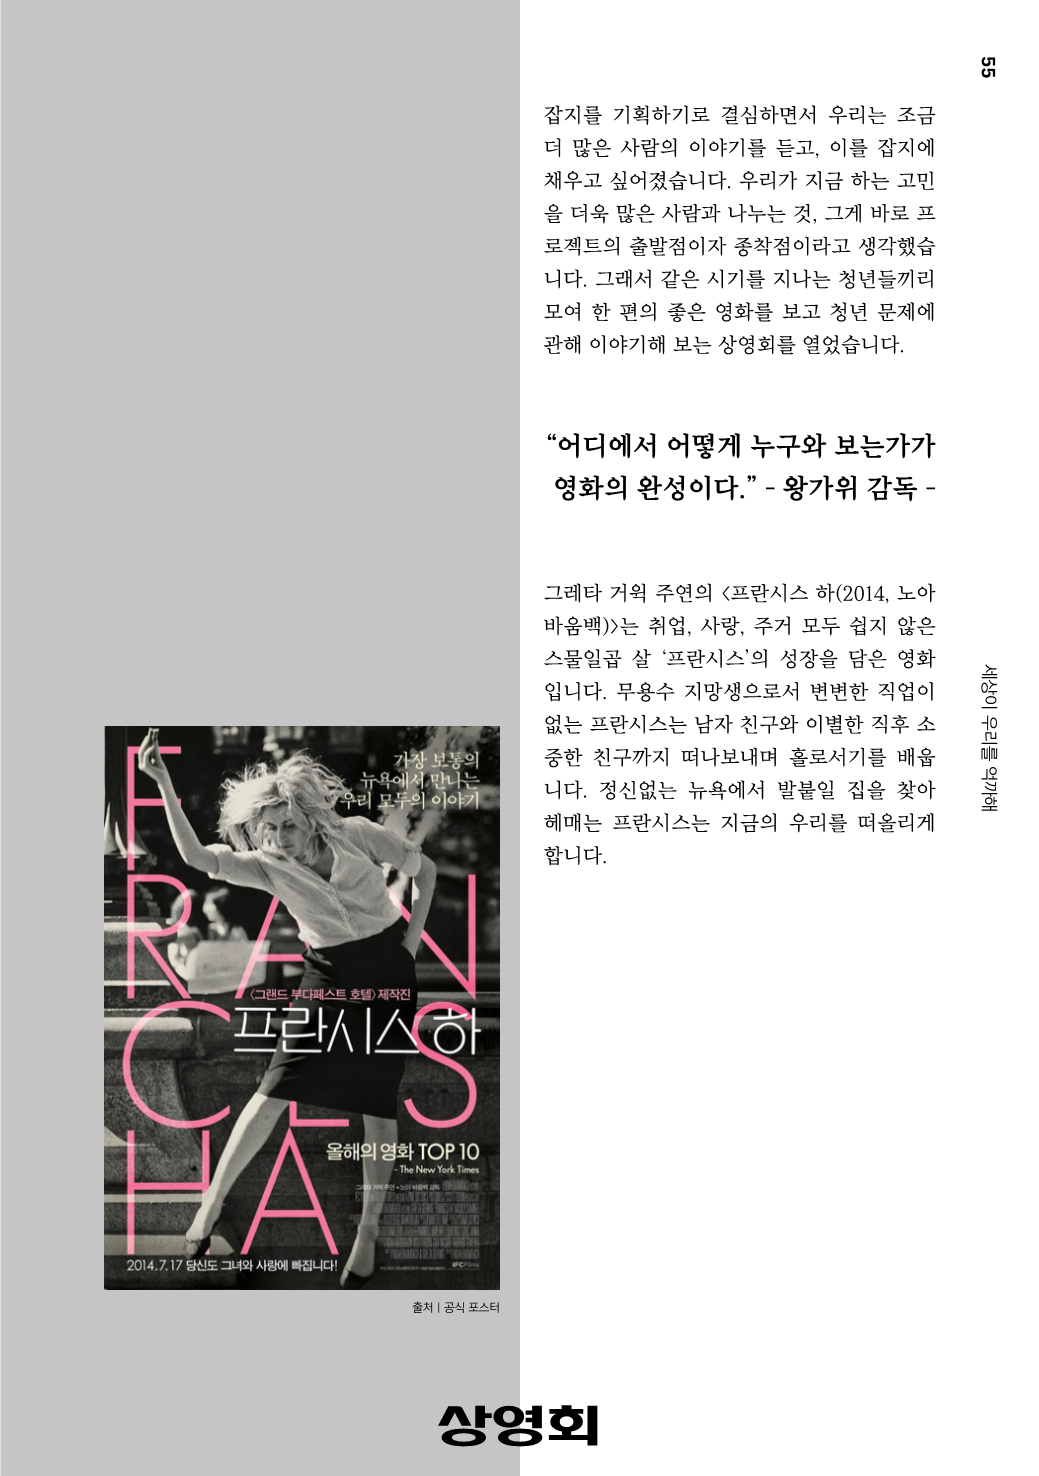 55
잡지를 기획하기로 결심하면서 우리는 조금
더 많은 사람의 이야기를 듣고, 이를 잡지에
채우고 싶어졌습니다. 우리가 지금 하는 고민
을 더욱 많은 사람과 나누는 것, 그게 바로 프
로젝트의 출발점이자 종착점이라고 생각했습
니다. 그래서 같은 시기를 지나는 청년들끼리
모여 한 편의 좋은 영화를 보고 청년 문제에
관해 이야기해 보는 상영회를 열었습니다.
“어디에서 어떻게 누구와 보는가가
영화의 완성이다.” - 왕가위 감독 -
그레타 거윅 주연의 <프란시스 하(2014, 노아
바움백)>는 취업, 사랑, 주거 모두 쉽지 않은
스물일곱 살 ‘프란시스’의 성장을 담은 영화
입니다. 무용수 지망생으로서 변변한 직업이
없는 프란시스는 남자 친구와 이별한 직후 소
중한 친구까지 떠나보내며 홀로서기를 배웁
니다. 정신없는 뉴욕에서 발붙일 집을 찾아
헤매는 프란시스는 지금의 우리를 떠올리게
합니다.
세상이 우리를 억까해
가장 보통의
뉴욕에서 만나는
우리 모두의 이야기
F
RAN
<그랜드 부다페스트 호텔> 제작진
프란시스 하
CES
올해의 영화 TOP 10
- The New York Times
그레타 거윅 주연 • 노아 바움백 감독
HA
2014.7.17 당신도 그녀와 사랑에 빠집니다!
IFC Films
출처 | 공식 포스터
상영회